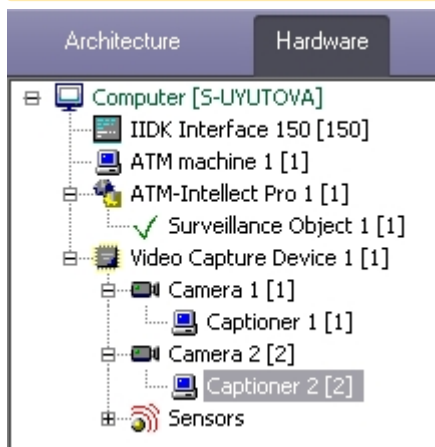 Architecture Hardware
Computer [S-UYUTOVA]
IIDK Interface 150 [150]
ATM machine 1 [1]
ATM-Intellect Pro 1 [1]
Surveillance Object 1 [1]
Video Capture Device 1 [1]
Camera 1 [1]
Captioner 1 [1]
Camera 2 [2]
Captioner 2 [2]
Sensors